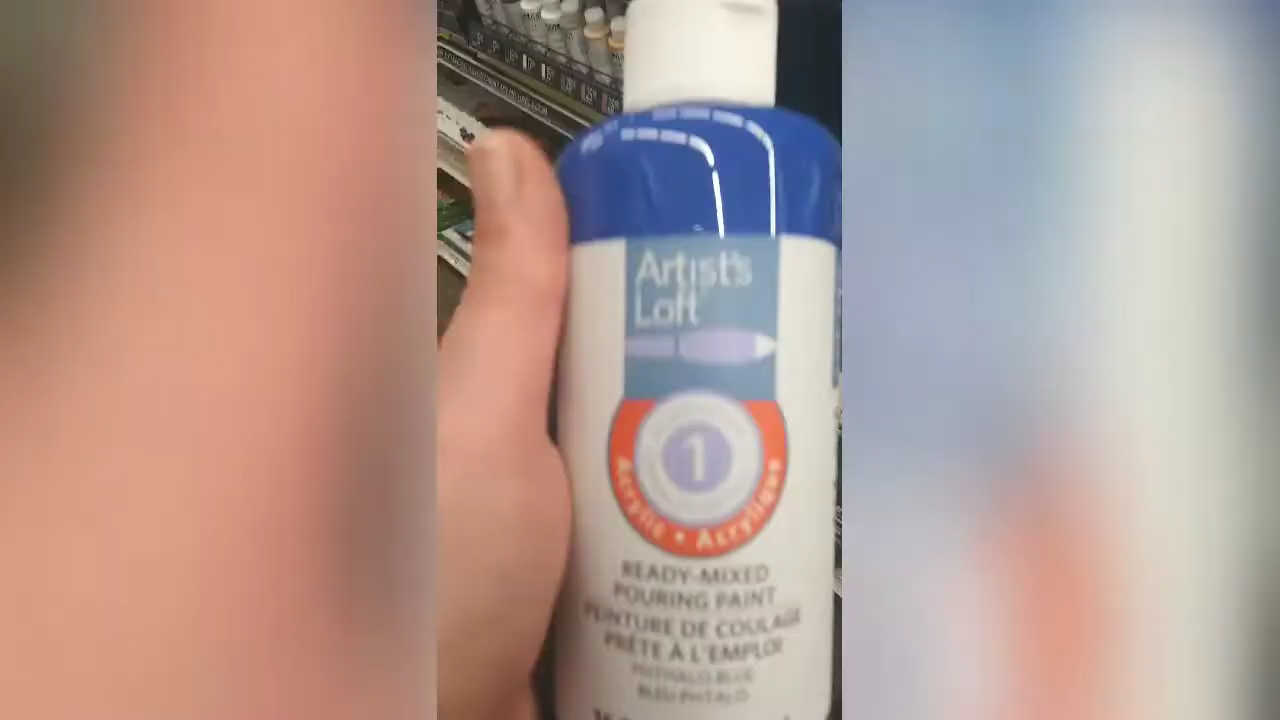 Artist's
Loft
1
Acrylic • Acrylique
READY-MIXED
POURING PAINT
PEINTURE DE COULAGE
PRÊTE À L'EMPLOI
PHTHALO BLUE
BLEU PHTALO